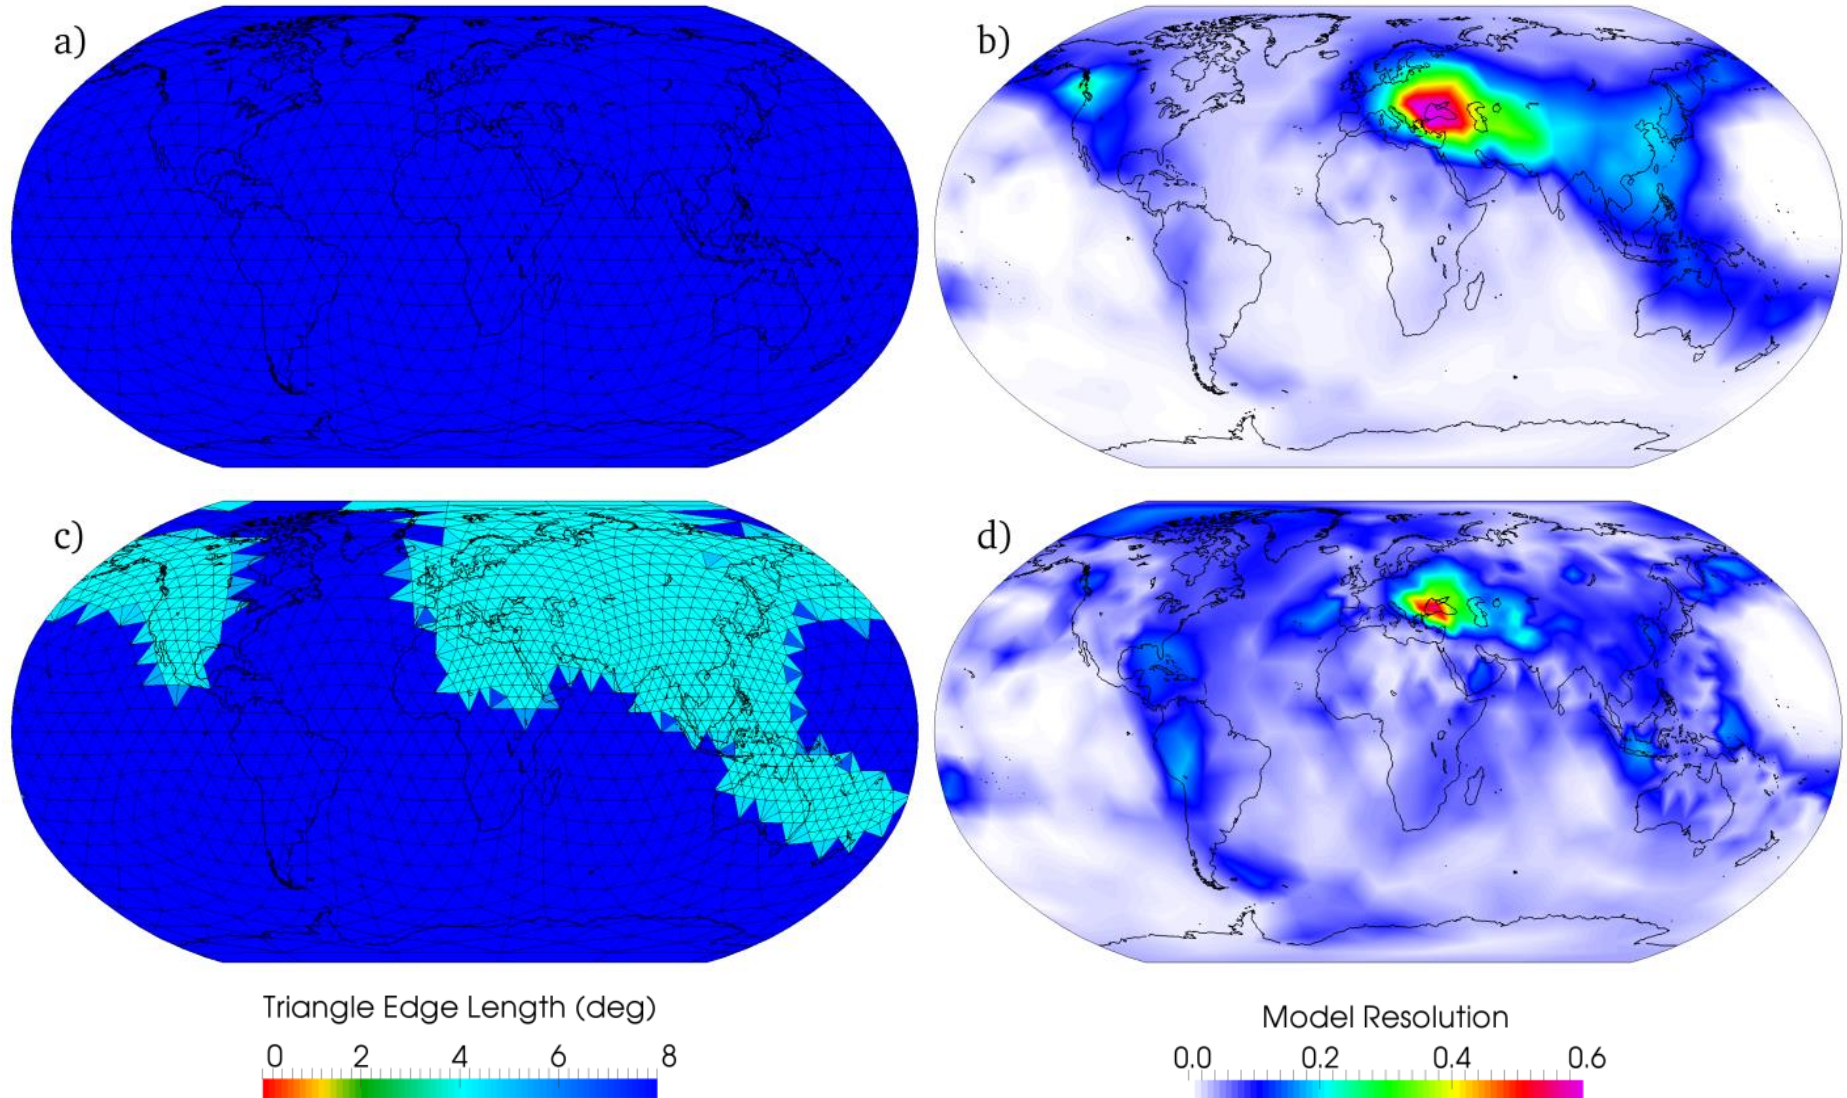 a)
b)
c)
d)
Triangle Edge Length (deg)
0 2 4 6 8
Model Resolution
0.0 0.2 0.4 0.6